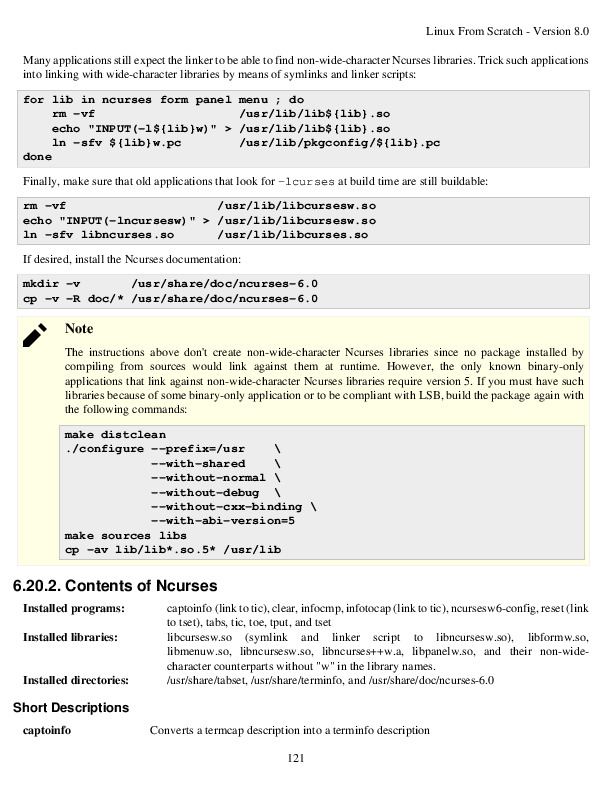 Linux From Scratch - Version 8.0
Many applications still expect the linker to be able to find non-wide-character Ncurses libraries. Trick such applications
into linking with wide-character libraries by means of symlinks and linker scripts:
for lib in ncurses form panel menu ; do
    rm -vf                    /usr/lib/lib${lib}.so
    echo "INPUT(-l${lib}w)" > /usr/lib/lib${lib}.so
    ln -sfv ${lib}w.pc        /usr/lib/pkgconfig/${lib}.pc
done
Finally, make sure that old applications that look for -lcurses at build time are still buildable:
rm -vf                     /usr/lib/libcursesw.so
echo "INPUT(-lncursesw)" > /usr/lib/libcursesw.so
ln -sfv libncurses.so      /usr/lib/libcurses.so
If desired, install the Ncurses documentation:
mkdir -v       /usr/share/doc/ncurses-6.0
cp -v -R doc/* /usr/share/doc/ncurses-6.0
Note
The instructions above don't create non-wide-character Ncurses libraries since no package installed by
compiling from sources would link against them at runtime. However, the only known binary-only
applications that link against non-wide-character Ncurses libraries require version 5. If you must have such
libraries because of some binary-only application or to be compliant with LSB, build the package again with
the following commands:
make distclean
./configure --prefix=/usr    \
            --with-shared    \
            --without-normal \
            --without-debug  \
            --without-cxx-binding \
            --with-abi-version=5
make sources libs
cp -av lib/lib*.so.5* /usr/lib
6.20.2. Contents of Ncurses
Installed programs: captoinfo (link to tic), clear, infocmp, infotocap (link to tic), ncursesw6-config, reset (link
to tset), tabs, tic, toe, tput, and tset
Installed libraries: libcursesw.so (symlink and linker script to libncursesw.so), libformw.so,
libmenuw.so, libncursesw.so, libncurses++w.a, libpanelw.so, and their non-wide-
character counterparts without "w" in the library names.
Installed directories: /usr/share/tabset, /usr/share/terminfo, and /usr/share/doc/ncurses-6.0
Short Descriptions
captoinfo Converts a termcap description into a terminfo description
121